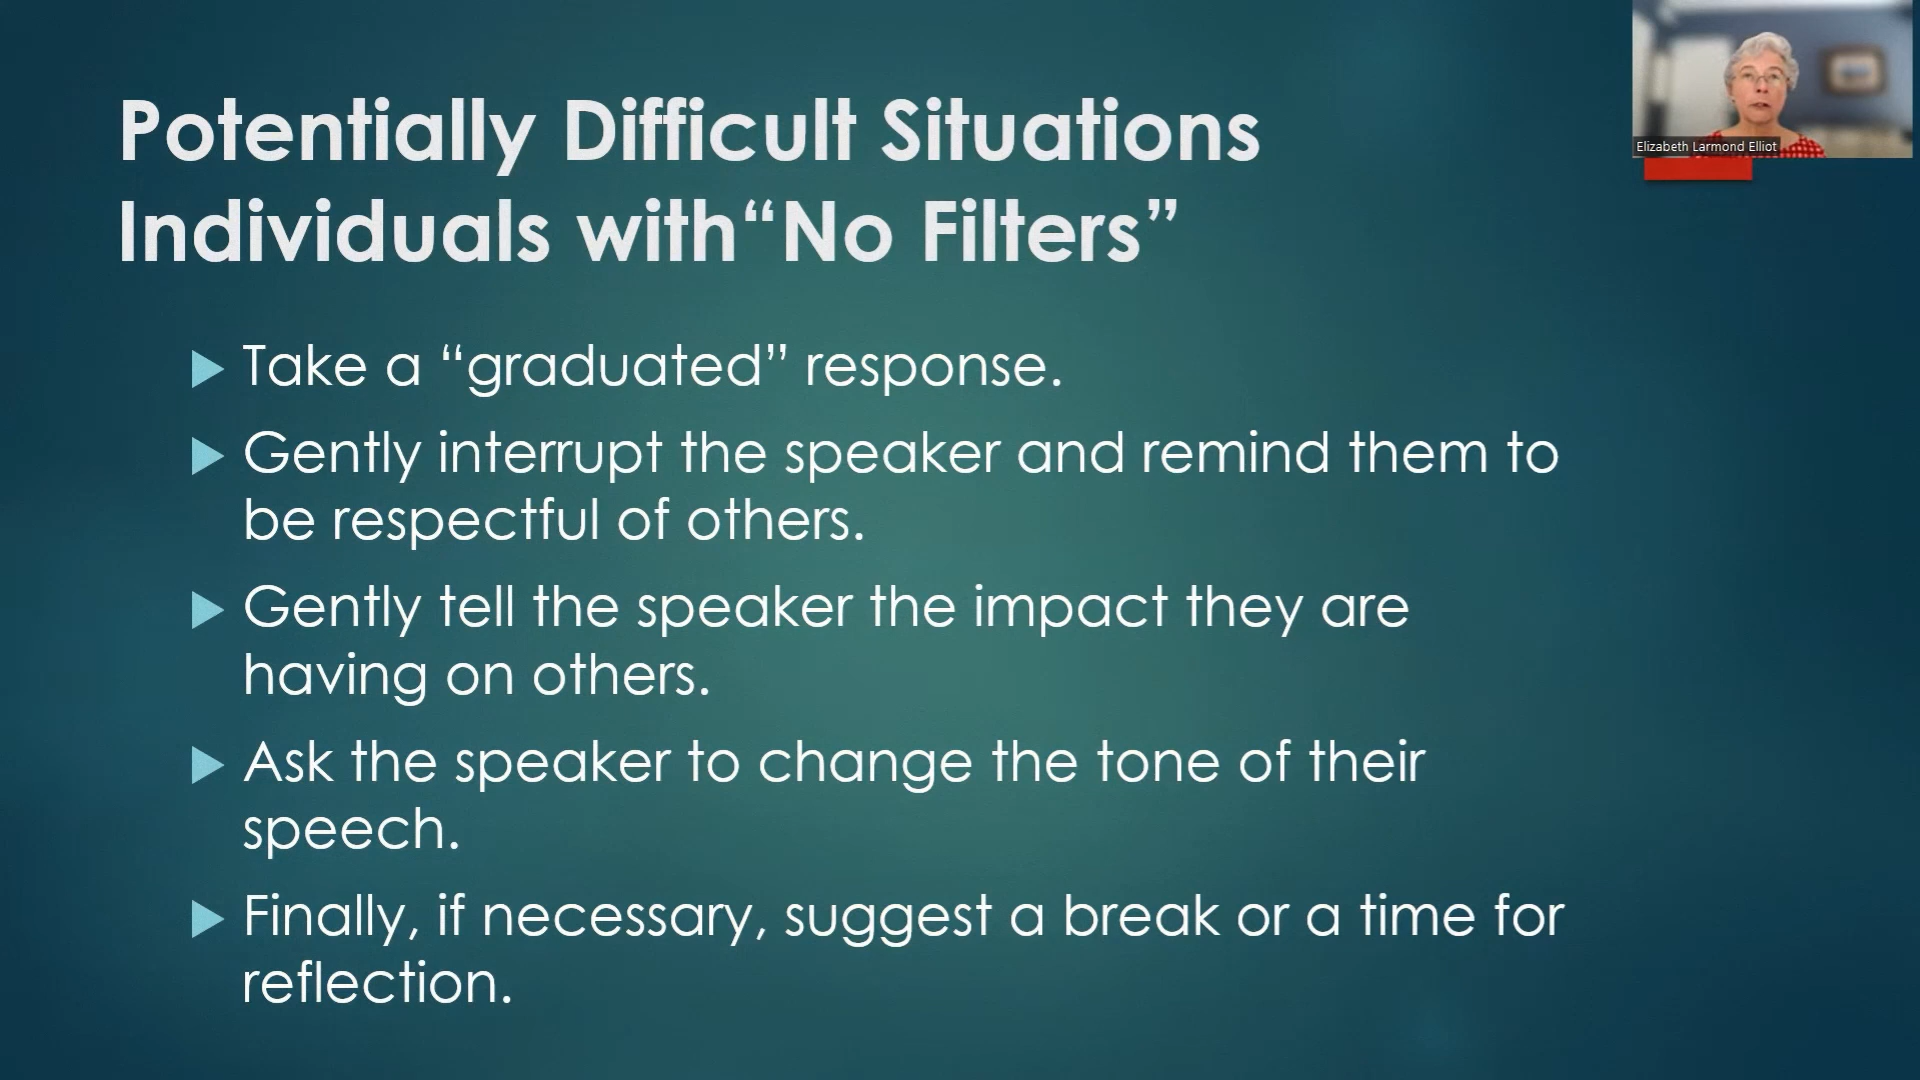 Potentially Difficult Situations
Individuals with“No Filters”
Elizabeth Larmond Elliot
Take a “graduated” response.
Gently interrupt the speaker and remind them to
be respectful of others.
Gently tell the speaker the impact they are
having on others.
Ask the speaker to change the tone of their
speech.
Finally, if necessary, suggest a break or a time for
reflection.